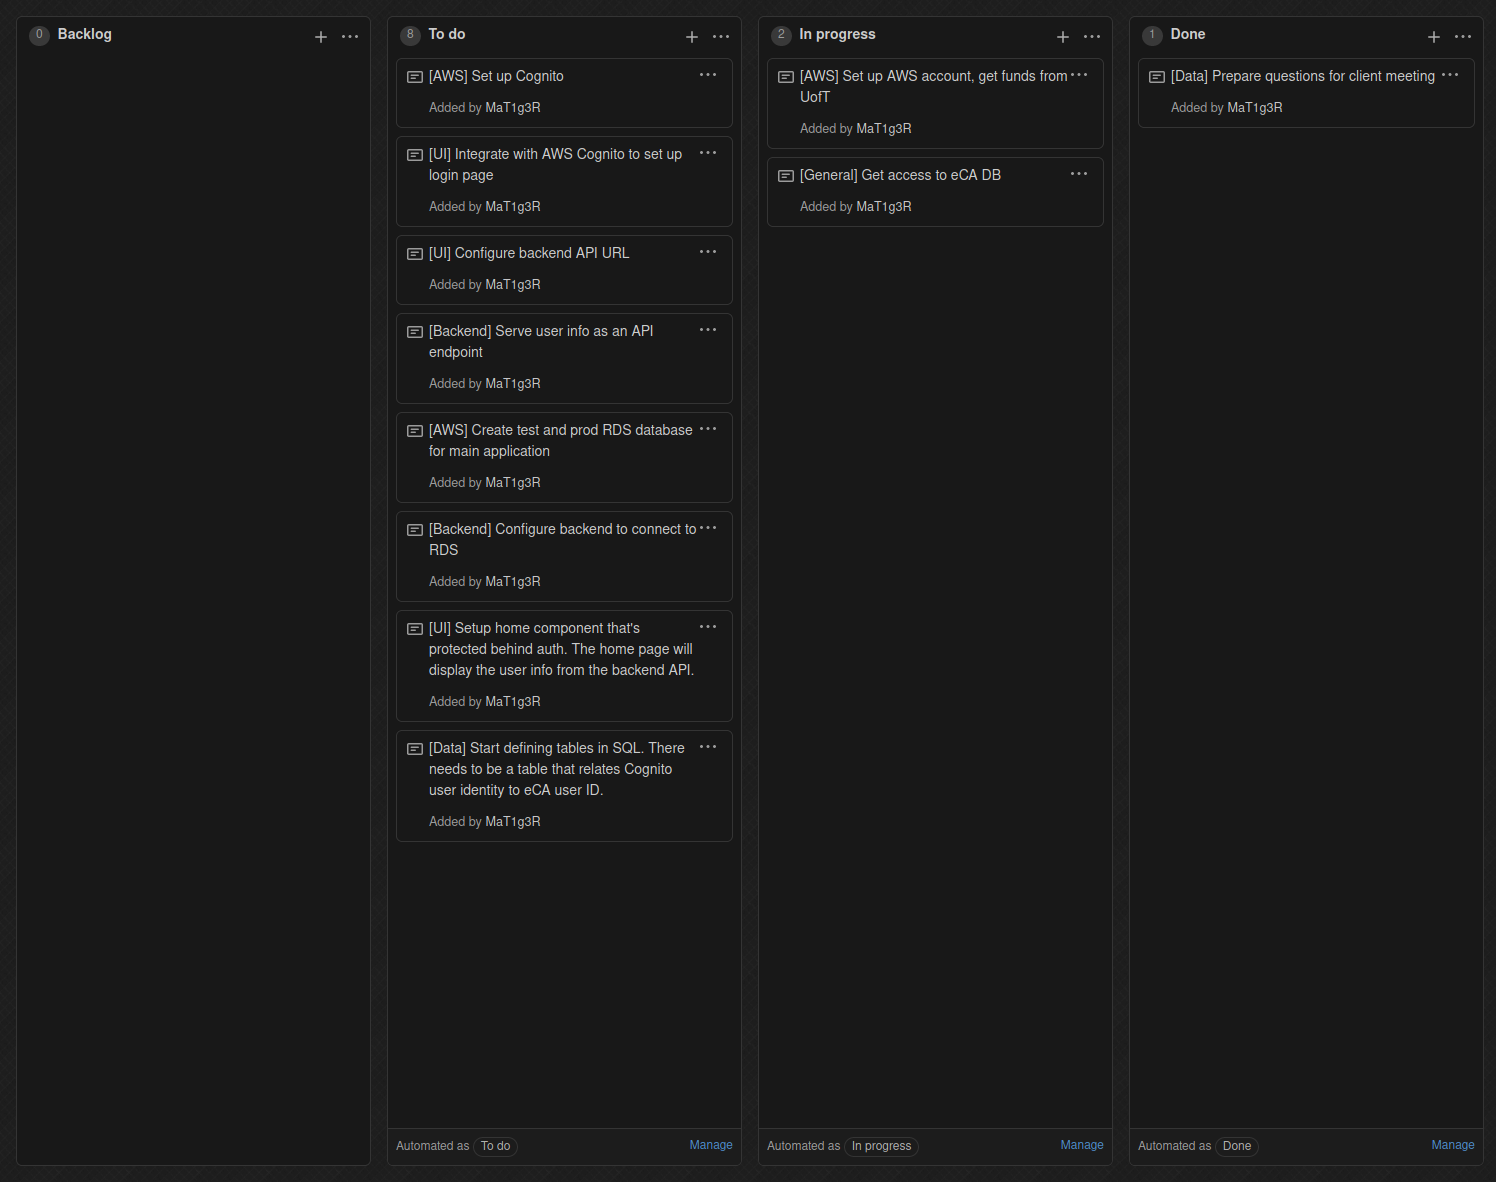 0 Backlog
8 To do
[AWS] Set up Cognito
Added by MaT1g3R
[UI] Integrate with AWS Cognito to set up
login page
Added by MaT1g3R
[UI] Configure backend API URL
Added by MaT1g3R
[Backend] Serve user info as an API
endpoint
Added by MaT1g3R
[AWS] Create test and prod RDS database
for main application
Added by MaT1g3R
[Backend] Configure backend to connect to
RDS
Added by MaT1g3R
[UI] Setup home component that's
protected behind auth. The home page will
display the user info from the backend API.
Added by MaT1g3R
[Data] Start defining tables in SQL. There
needs to be a table that relates Cognito
user identity to eCA user ID.
Added by MaT1g3R
Automated as To do Manage
2 In progress
[AWS] Set up AWS account, get funds from
UofT
Added by MaT1g3R
[General] Get access to eCA DB
Added by MaT1g3R
Automated as In progress Manage
1 Done
[Data] Prepare questions for client meeting
Added by MaT1g3R
Automated as Done Manage